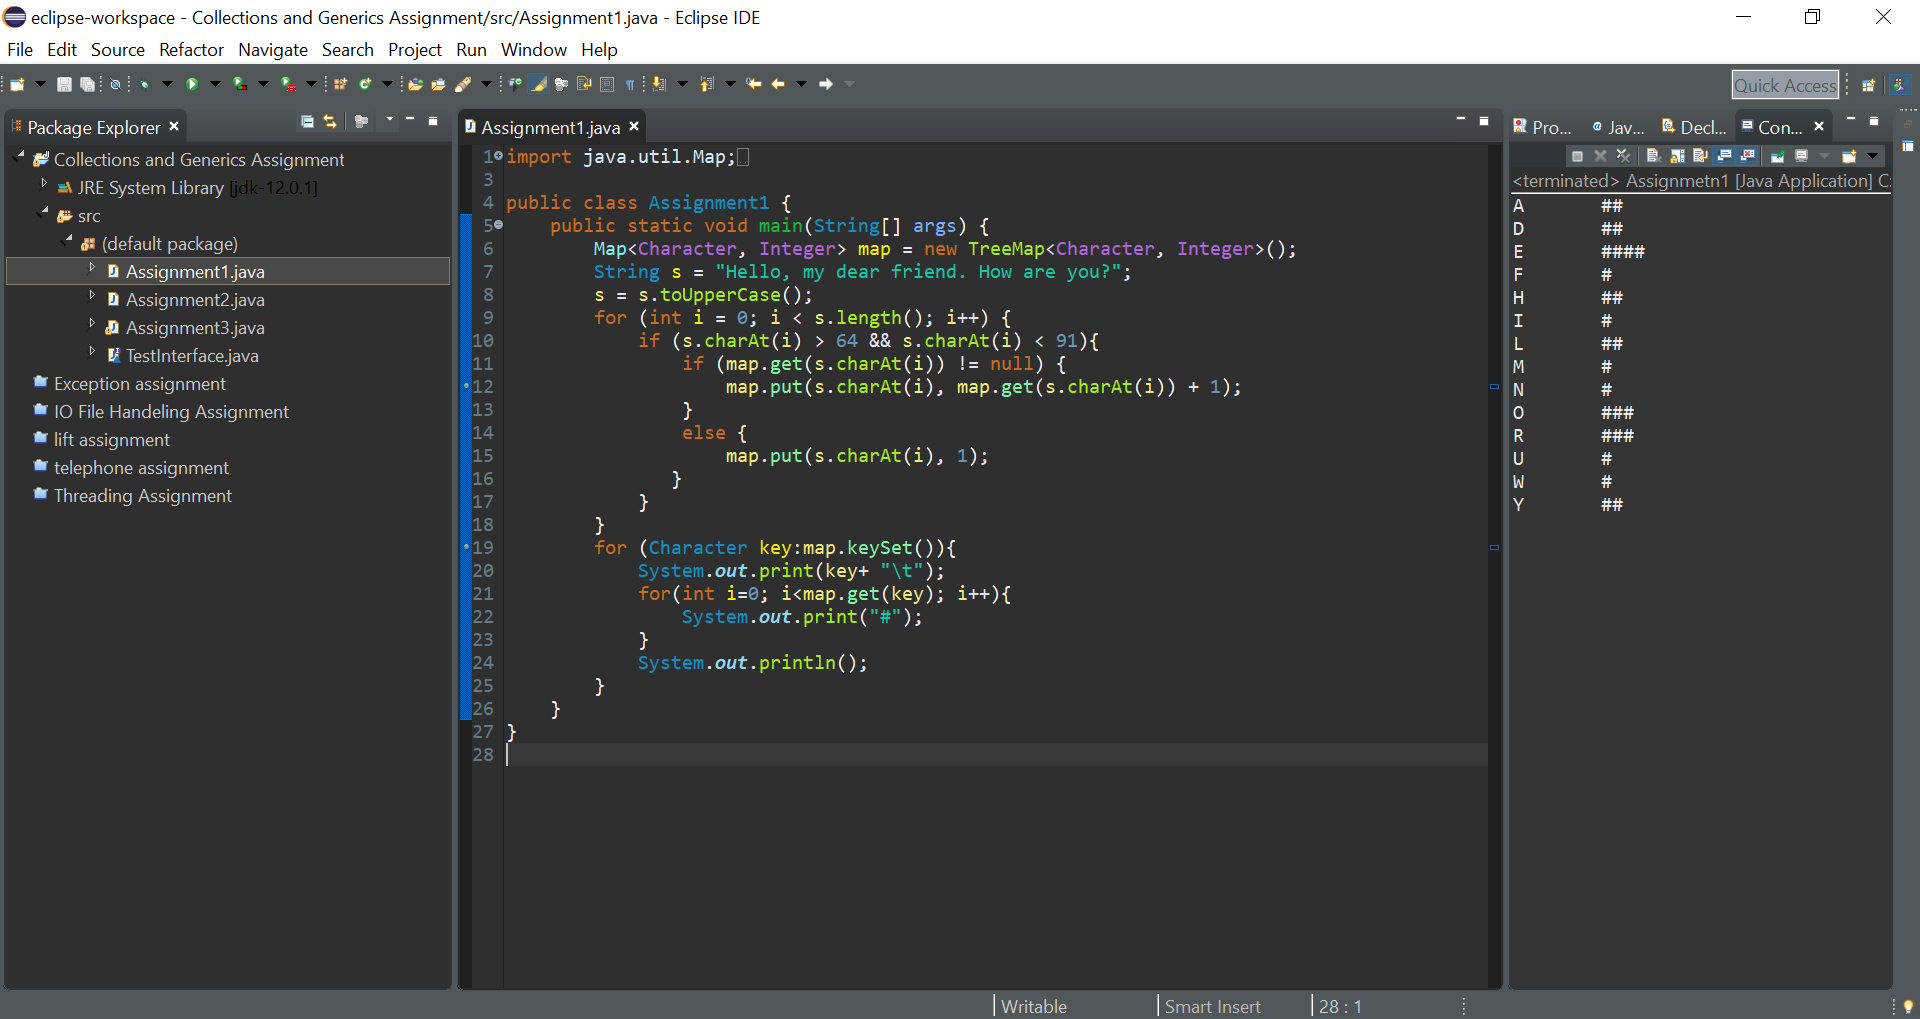 eclipse-workspace - Collections and Generics Assignment/src/Assignment1.java - Eclipse IDE
File Edit Source Refactor Navigate Search Project Run Window Help
Quick Access
Package Explorer
Collections and Generics Assignment
JRE System Library [jdk-12.0.1]
src
(default package)
Assignment1.java
Assignment2.java
Assignment3.java
TestInterface.java
Exception assignment
IO File Handeling Assignment
lift assignment
telephone assignment
Threading Assignment
Assignment1.java
1 import java.util.Map;
3
4 public class Assignment1 {
5     public static void main(String[] args) {
6         Map<Character, Integer> map = new TreeMap<Character, Integer>();
7         String s = "Hello, my dear friend. How are you?";
8         s = s.toUpperCase();
9         for (int i = 0; i < s.length(); i++) {
10             if (s.charAt(i) > 64 && s.charAt(i) < 91){
11                 if (map.get(s.charAt(i)) != null) {
12                     map.put(s.charAt(i), map.get(s.charAt(i)) + 1);
13                 }
14                 else {
15                     map.put(s.charAt(i), 1);
16                }
17             }
18         }
19         for (Character key:map.keySet()){
20             System.out.print(key+ "\t");
21             for(int i=0; i<map.get(key); i++){
22                 System.out.print("#");
23             }
24             System.out.println();
25         }
26     }
27 }
28
Pro... Jav... Decl... Con...
<terminated> Assignmetn1 [Java Application] C:
A ##
D ##
E ####
F #
H ##
I #
L ##
M #
N #
O ###
R ###
U #
W #
Y ##
Writable Smart Insert 28 : 1